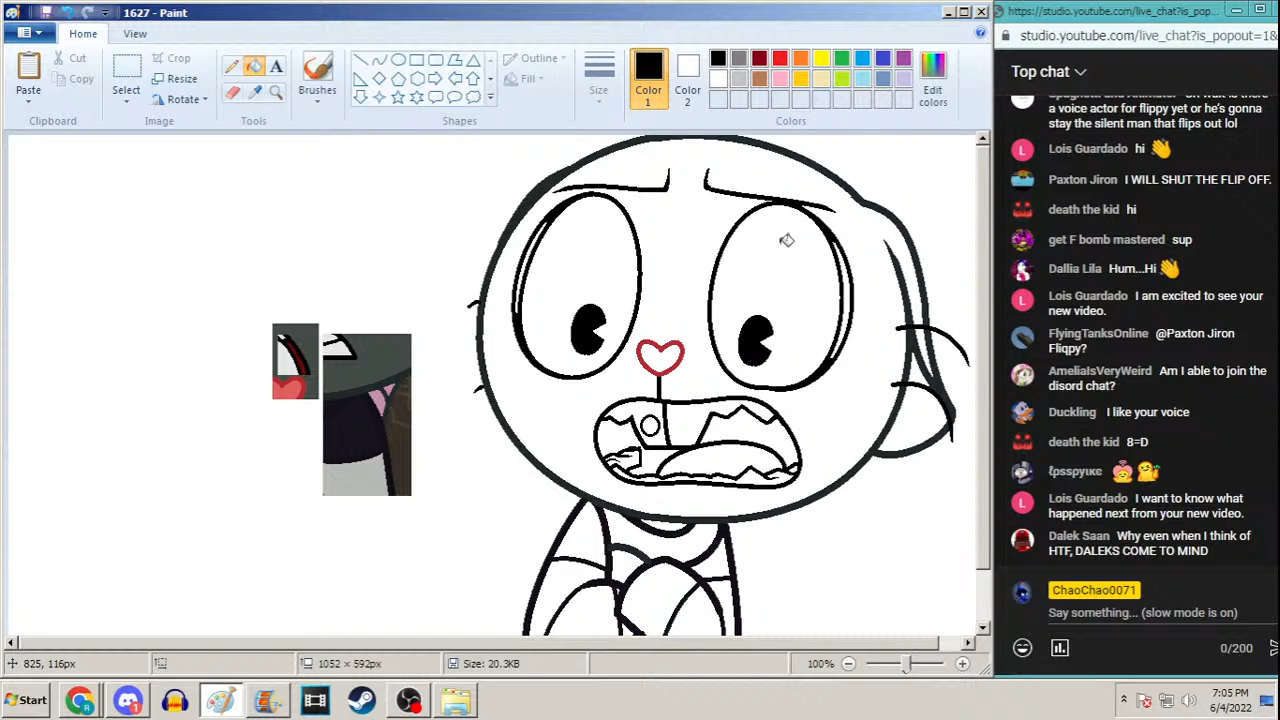 1627 - Paint
https://studio.youtube.com/live_chat?is_pop...
Home
View
https://studio.youtube.com/live_chat?is_popout=1&
Paste
Cut
Copy
Select
Crop
Resize
Rotate
Brushes
Size
Outline
Fill
Color 1
Color 2
Edit colors
Clipboard
Image
Tools
Shapes
Colors
Top chat
a voice actor for flippy yet or he's gonna
stay the silent man that flips out lol
Lois Guardado hi 👋
Paxton Jiron I WILL SHUT THE FLIP OFF.
death the kid hi
get F bomb mastered sup
Dallia Lila Hum...Hi 👋
Lois Guardado I am excited to see your
new video.
FlyingTanksOnline @Paxton Jiron
Fliqpy?
AmeliaIsVeryWeird Am I able to join the
disord chat?
Duckling I like your voice
death the kid 8=D
Lois Guardado I want to know what
happened next from your new video.
Dalek Saan Why even when I think of
HTF, DALEKS COME TO MIND
ChaoChao0071
Say something... (slow mode is on)
0/200
825, 116px
1052 × 592px
Size: 20.3KB
100%
Start
7:05 PM
6/4/2022